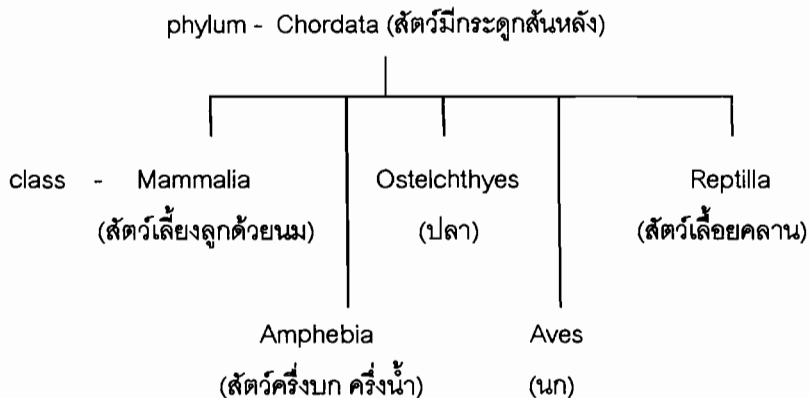 phylum - Chordata (สัตว์มีกระดูกสันหลัง)
class - Mammalia Ostelchthyes Reptilla
(สัตว์เลี้ยงลูกด้วยนม) (ปลา) (สัตว์เลื้อยคลาน)
Amphebia Aves
(สัตว์ครึ่งบก ครึ่งน้ำ) (นก)